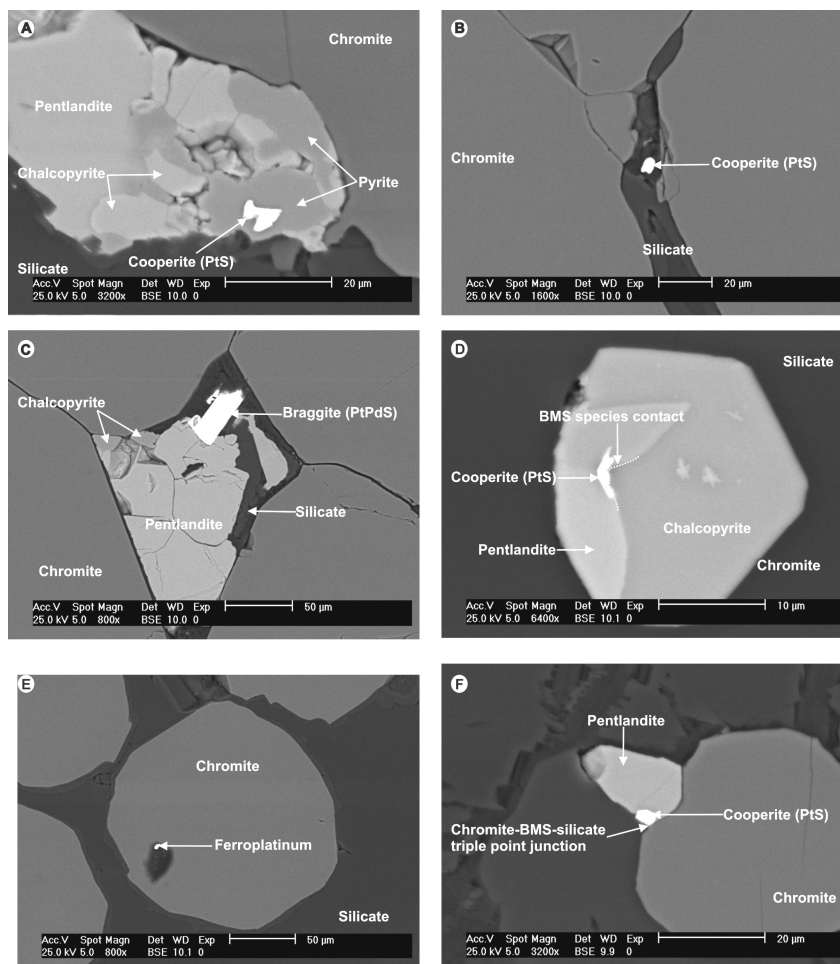 A
Chromite
Pentlandite
Chalcopyrite
Pyrite
Cooperite (PtS)
Silicate
Acc.V Spot Magn Det WD Exp
25.0 kV 5.0 3200x BSE 10.0 0
20 µm
B
Chromite
Cooperite (PtS)
Silicate
Acc.V Spot Magn Det WD Exp
25.0 kV 5.0 1600x BSE 10.0 0
20 µm
C
Chalcopyrite
Braggite (PtPdS)
Silicate
Pentlandite
Chromite
Acc.V Spot Magn Det WD Exp
25.0 kV 5.0 800x BSE 10.0 0
50 µm
D
Silicate
BMS species contact
Cooperite (PtS)
Chalcopyrite
Pentlandite
Chromite
Acc.V Spot Magn Det WD Exp
25.0 kV 5.0 6400x BSE 10.1 0
10 µm
E
Chromite
Ferroplatinum
Silicate
Acc.V Spot Magn Det WD Exp
25.0 kV 5.0 800x BSE 10.1 0
50 µm
F
Pentlandite
Cooperite (PtS)
Chromite-BMS-silicate
triple point junction
Chromite
Acc.V Spot Magn Det WD Exp
25.0 kV 5.0 3200x BSE 9.9 0
20 µm